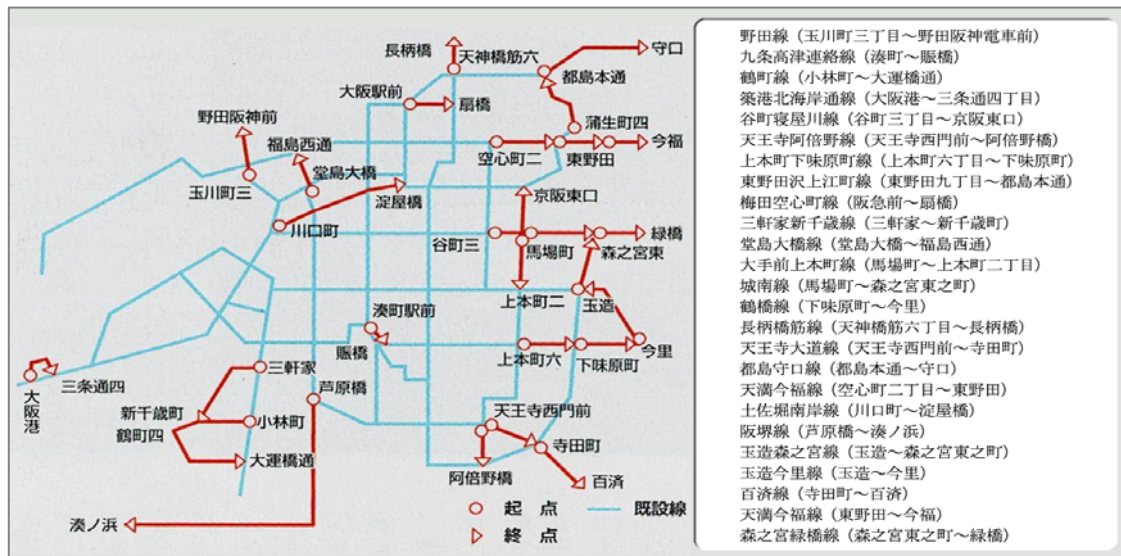 長柄橋
天神橋筋六
守口
都島本通
大阪駅前
扇橋
野田阪神前
福島西通
蒲生町四
空心町二
東野田
今福
堂島大橋
玉川町三
淀屋橋
京阪東口
川口町
谷町三
馬場町
緑橋
森之宮東
上本町二
玉造
湊町駅前
賑橋
上本町六
下味原町
今里
三条通四
大阪港
三軒家
芦原橋
新千歳町
小林町
鶴町四
天王寺西門前
寺田町
大運橋通
阿倍野橋
百済
湊ノ浜
起点
既設線
終点
野田線（玉川町三丁目～野田阪神電車前）
九条高津連絡線（湊町～賑橋）
鶴町線（小林町～大運橋通）
築港北海岸通線（大阪港～三条通四丁目）
谷町寝屋川線（谷町三丁目～京阪東口）
天王寺阿倍野線（天王寺西門前～阿倍野橋）
上本町下味原町線（上本町六丁目～下味原町）
東野田沢上江町線（東野田九丁目～都島本通）
梅田空心町線（阪急前～扇橋）
三軒家新千歳線（三軒家～新千歳町）
堂島大橋線（堂島大橋～福島西通）
大手前上本町線（馬場町～上本町二丁目）
城南線（馬場町～森之宮東之町）
鶴橋線（下味原町～今里）
長柄橋筋線（天神橋筋六丁目～長柄橋）
天王寺大道線（天王寺西門前～寺田町）
都島守口線（都島本通～守口）
天満今福線（空心町二丁目～東野田）
土佐堀南岸線（川口町～淀屋橋）
阪堺線（芦原橋～湊ノ浜）
玉造森之宮線（玉造～森之宮東之町）
玉造今里線（玉造～今里）
百済線（寺田町～百済）
天満今福線（東野田～今福）
森之宮緑橋線（森之宮東之町～緑橋）